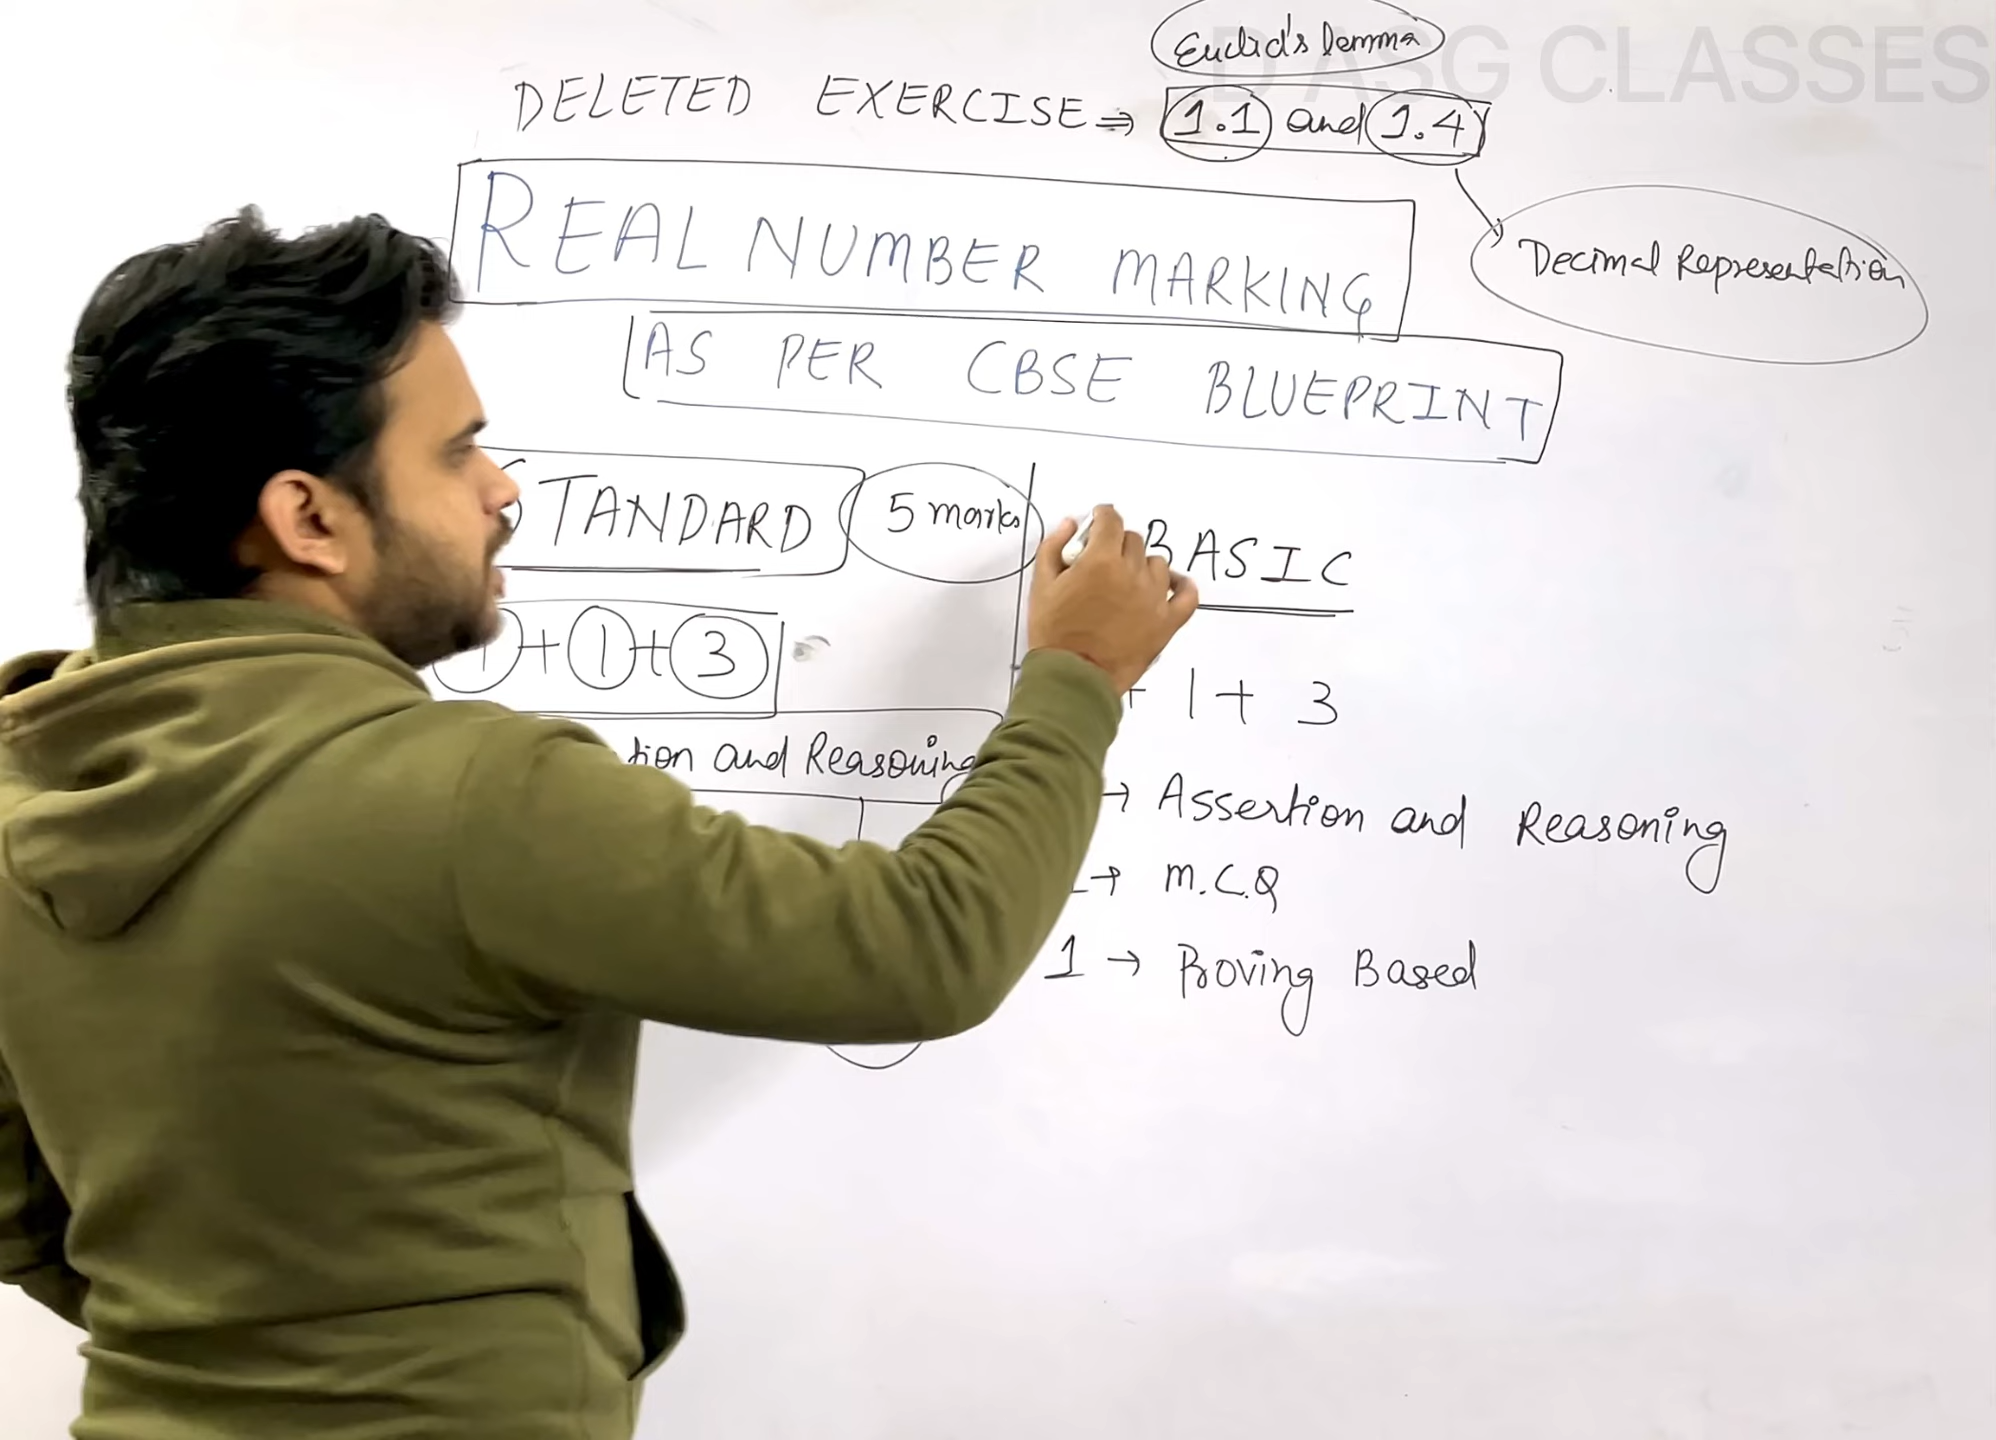 Euclid's Lemma
D ASG CLASSES
DELETED EXERCISE ⇒ 1.1 and 1.4
REAL NUMBER MARKING
Decimal Representation
AS PER CBSE BLUEPRINT
STANDARD 5 marks
BASIC
1 + 1 + 3
+ 1 + 3
tion and Reasoning
→ Assertion and Reasoning
→ M.C.Q
1 → Proving Based